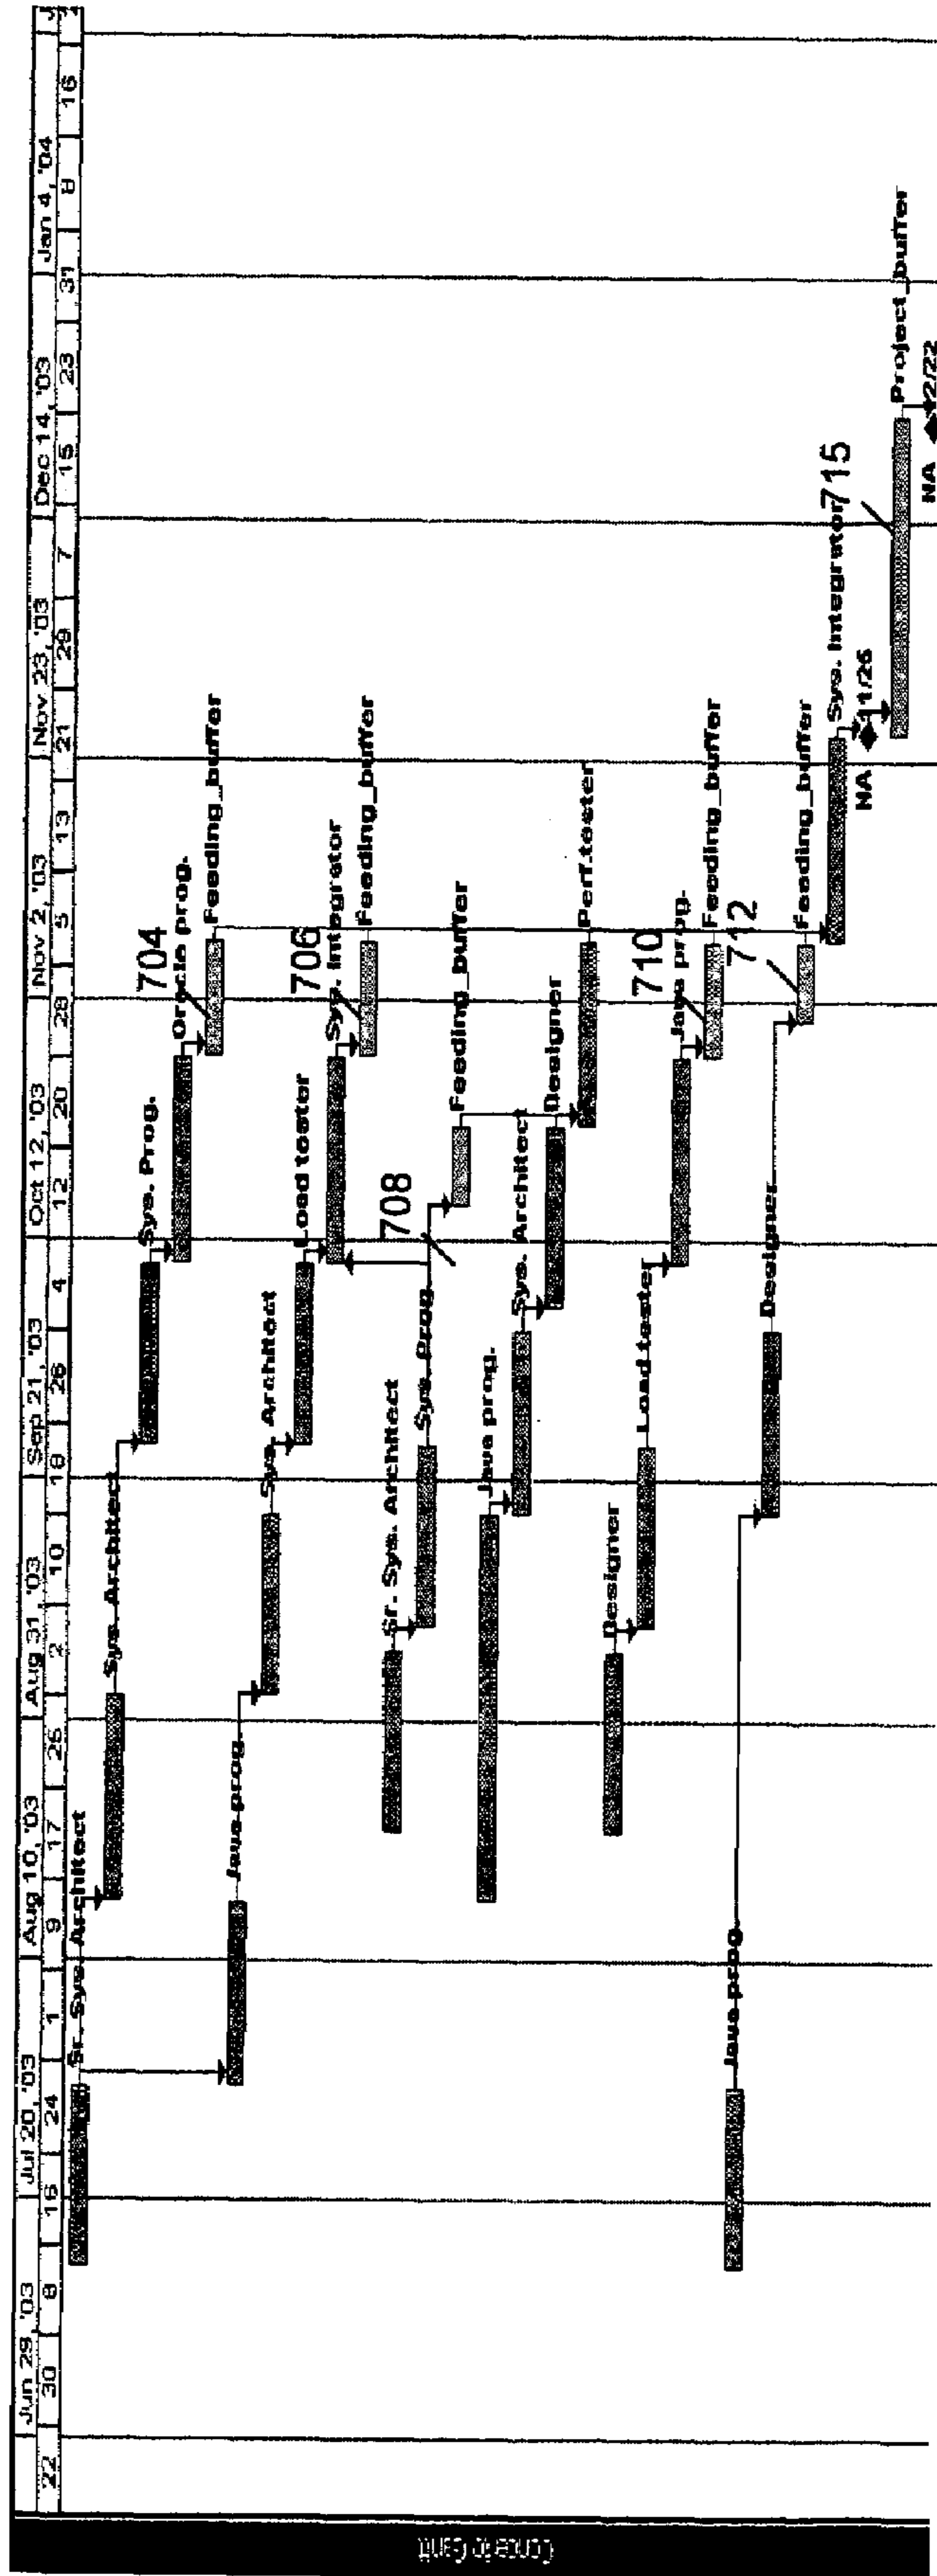 Jun 29, '03 Jul 20, '03 Aug 10, '03 Aug 31, '03 Sep 21, '03 Oct 12, '03 Nov 2, '03 Nov 23, '03 Dec 14, '03 Jan 4, '04 J
22 30 8 16 24 1 9 17 25 2 10 18 26 4 12 20 28 5 13 21 29 7 15 23 31 8 16
Sr. Sys. Architect
Sys. Architect
Sys. Prog.
Oracle prog.
704
Feeding_buffer
Java prog.
Sys. Architect
Load tester
Sys. Integrator
706
Feeding_buffer
Sr. Sys. Architect
Sys. Prog.
708
Feeding_buffer
Java prog.
Sys. Architect
Designer
Perf.tester
Designer
Load tester
Java prog.
710
Feeding_buffer
Java prog.
Designer
712
Feeding_buffer
Sys. Integrator
NA 11/26
715
Project_buffer
NA 12/22